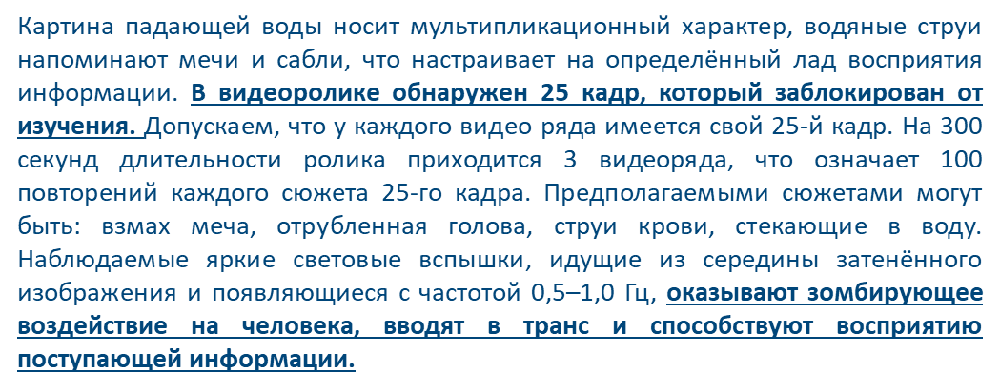 Картина падающей воды носит мультипликационный характер, водяные струи
напоминают мечи и сабли, что настраивает на определённый лад восприятия
информации. В видеоролике обнаружен 25 кадр, который заблокирован от
изучения. Допускаем, что у каждого видео ряда имеется свой 25-й кадр. На 300
секунд длительности ролика приходится 3 видеоряда, что означает 100
повторений каждого сюжета 25-го кадра. Предполагаемыми сюжетами могут
быть: взмах меча, отрубленная голова, струи крови, стекающие в воду.
Наблюдаемые яркие световые вспышки, идущие из середины затенённого
изображения и появляющиеся с частотой 0,5–1,0 Гц, оказывают зомбирующее
воздействие на человека, вводят в транс и способствуют восприятию
поступающей информации.